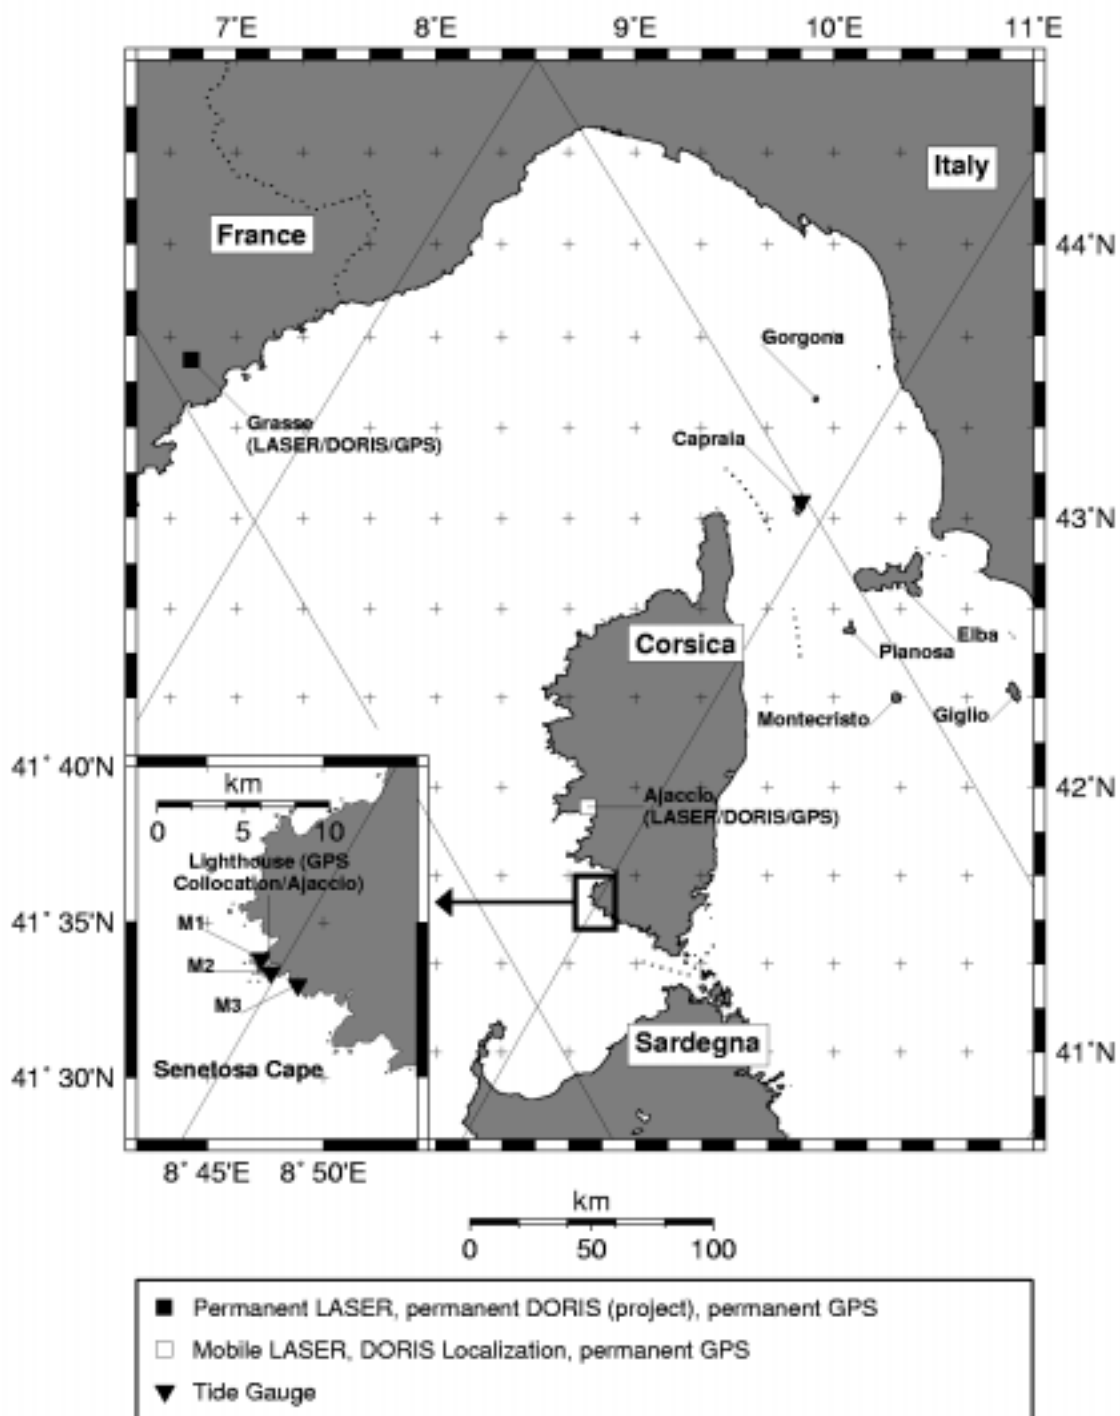 7˚E 8˚E 9˚E 10˚E 11˚E
Italy
France
44˚N
Gorgona
Grasse
(LASER/DORIS/GPS)
Capraia
43˚N
Corsica
Elba
Pianosa
Montecristo
Giglio
41˚ 40'N
km
0 5 10
42˚N
Ajaccio
(LASER/DORIS/GPS)
Lighthouse (GPS
Collocation/Ajaccio)
41˚ 35'N
M1
M2
M3
Sardegna
41˚N
Senetosa Cape
41˚ 30'N
8˚ 45'E 8˚ 50'E
km
0 50 100
Permanent LASER, permanent DORIS (project), permanent GPS
Mobile LASER, DORIS Localization, permanent GPS
Tide Gauge